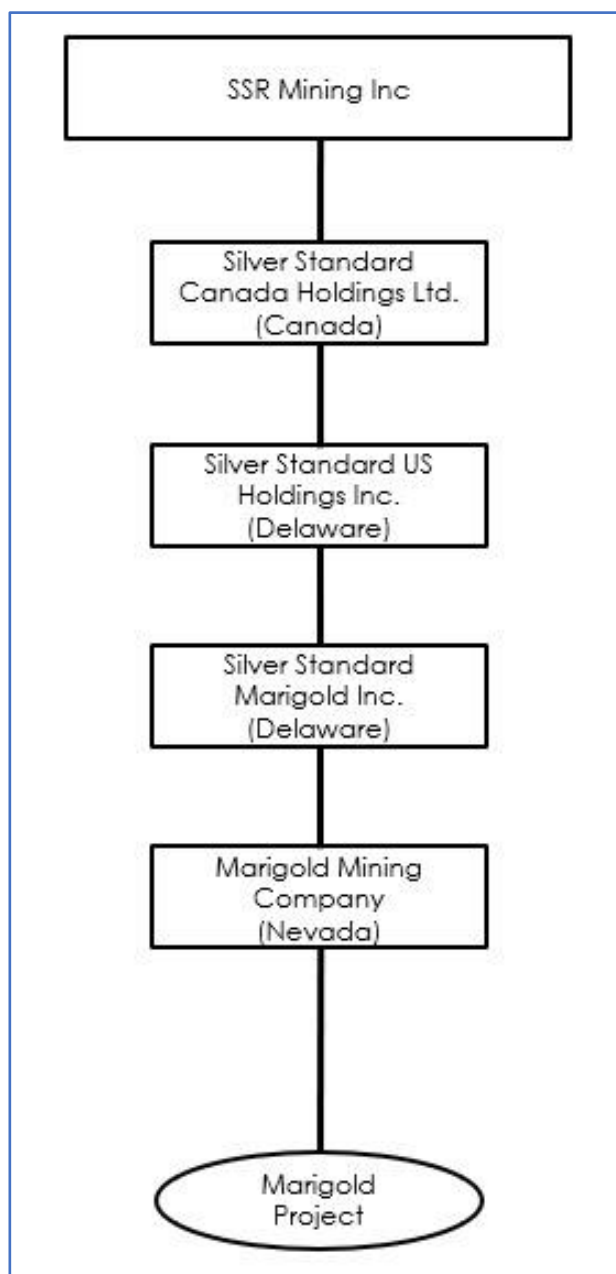 SSR Mining Inc
Silver Standard
Canada Holdings Ltd.
(Canada)
Silver Standard US
Holdings Inc.
(Delaware)
Silver Standard
Marigold Inc.
(Delaware)
Marigold Mining
Company
(Nevada)
Marigold
Project